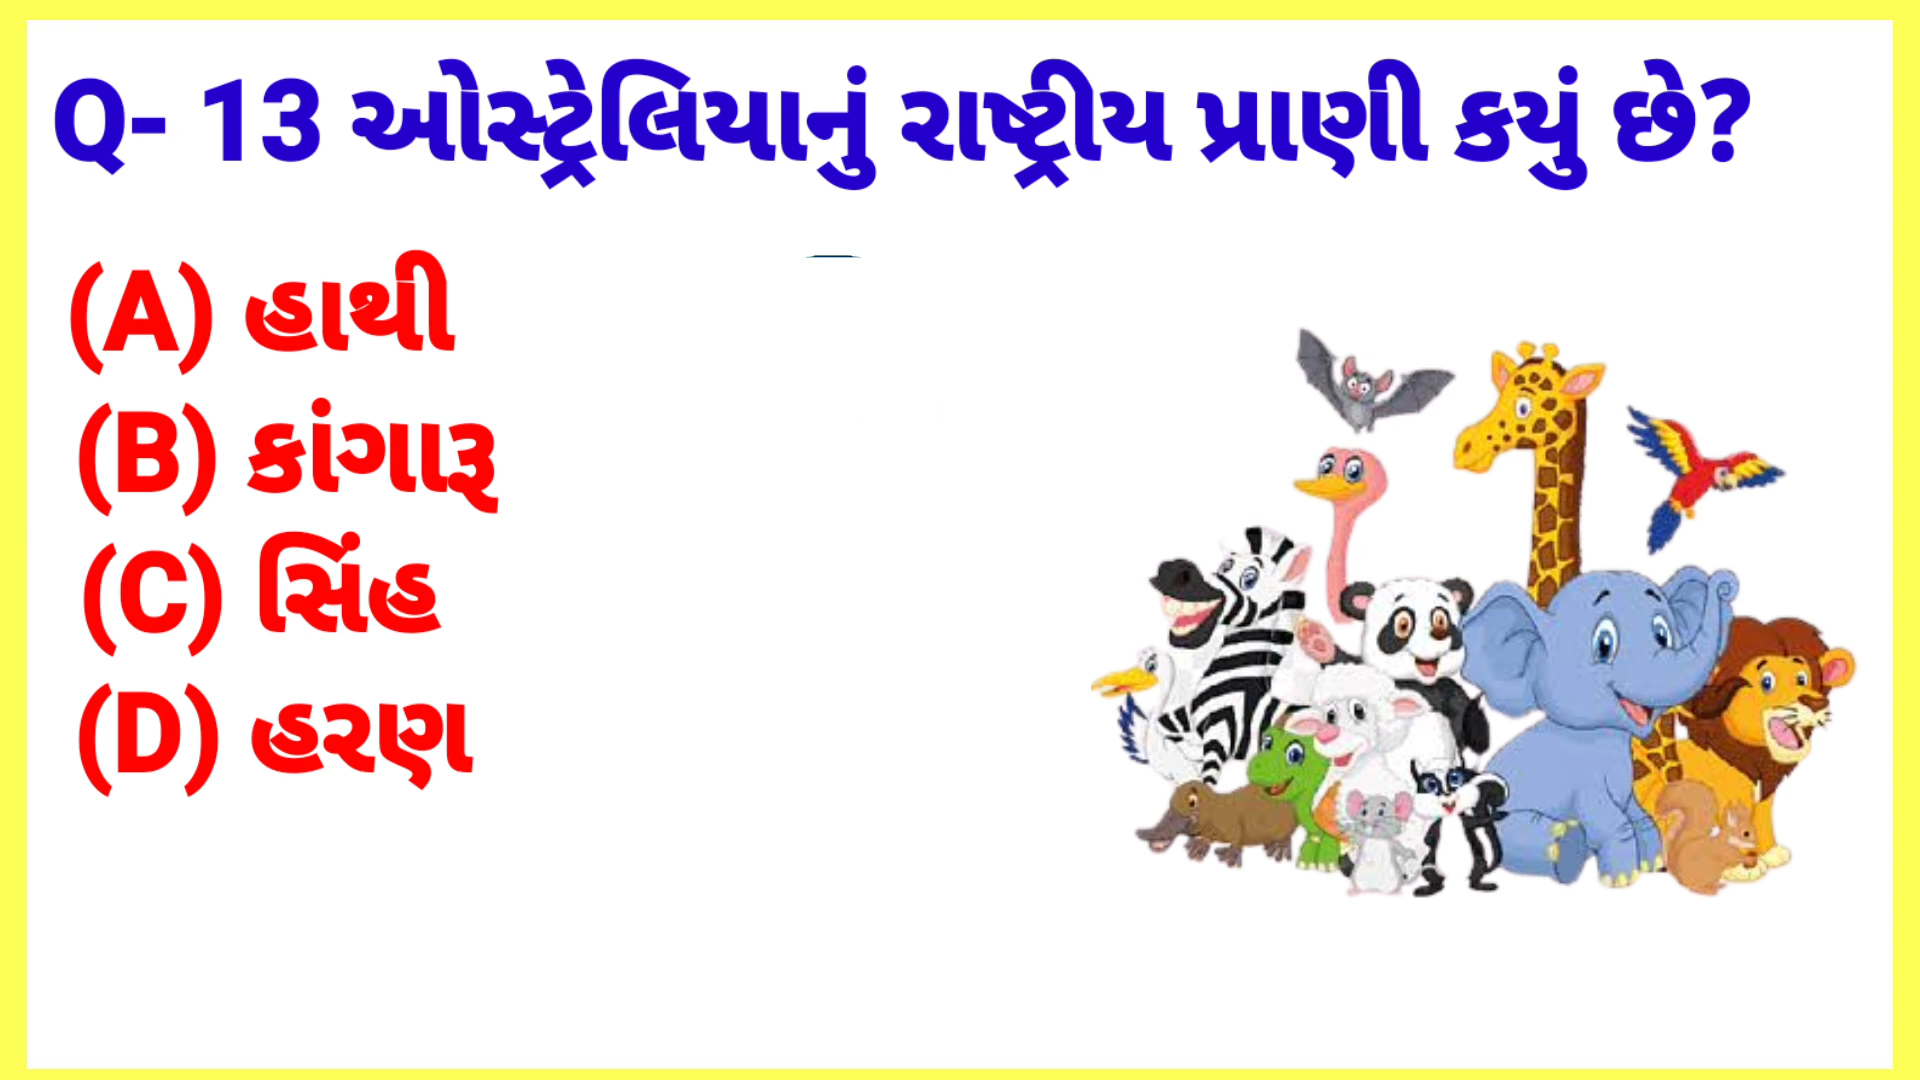 Q- 13 ઓસ્ટ્રેલિયાનું રાષ્ટ્રીય પ્રાણી કયું છે?
(A) હાથી
(B) કાંગારૂ
(C) સિંહ
(D) હરણ